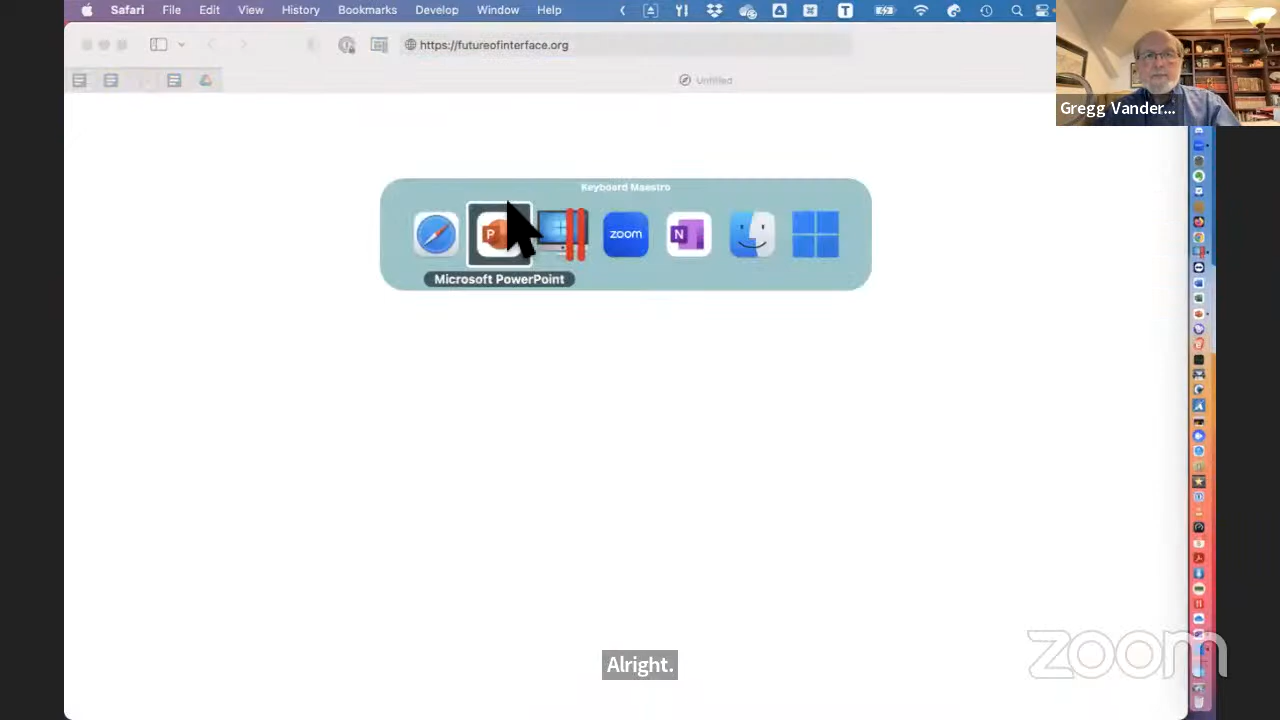 Safari File Edit View History Bookmarks Develop Window Help
https://futureofinterface.org
Untitled
Gregg Vander...
Keyboard Maestro
zoom
Microsoft PowerPoint
Alright.
zoom